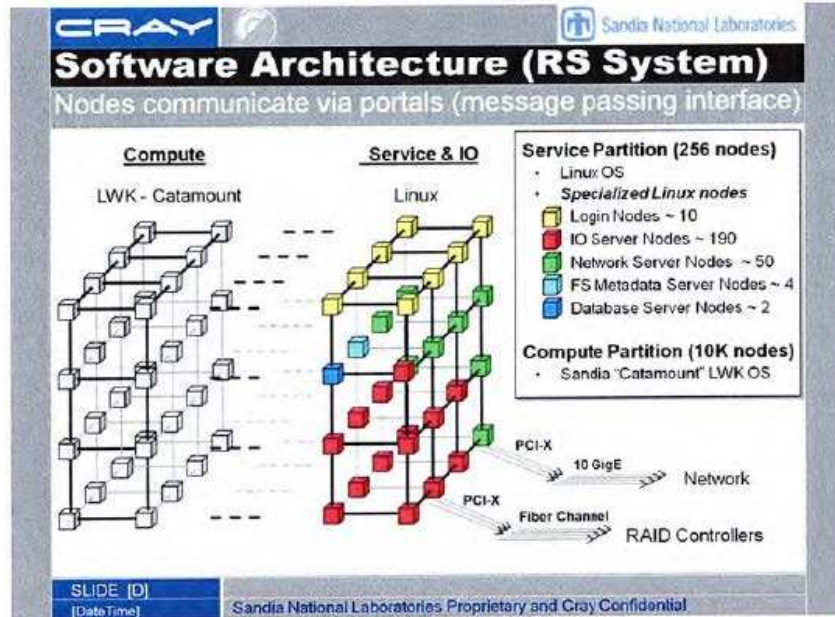 CRAY
Sandia National Laboratories
Software Architecture (RS System)
Nodes communicate via portals (message passing interface)
Compute
LWK - Catamount
Service & IO
Linux
Service Partition (256 nodes)
· Linux OS
· Specialized Linux nodes
Login Nodes ~ 10
IO Server Nodes ~ 190
Network Server Nodes ~ 50
FS Metadata Server Nodes ~ 4
Database Server Nodes ~ 2
Compute Partition (10K nodes)
· Sandia "Catamount" LWK OS
PCI-X
10 GigE
Network
PCI-X
Fiber Channel
RAID Controllers
SLIDE [D]
[DateTime]
Sandia National Laboratories Proprietary and Cray Confidential